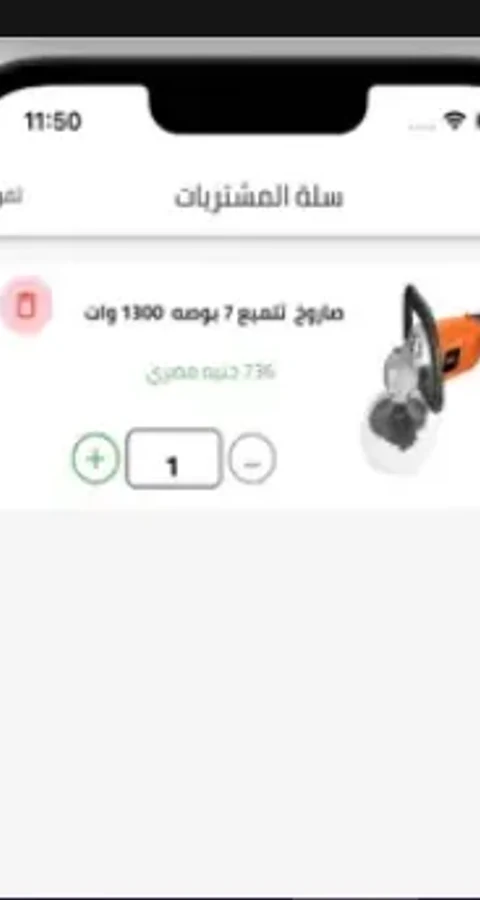 11:50
سلة المشتريات
صاروخ تلميع 7 بوصه 1300 وات
736 جنيه مصري
1